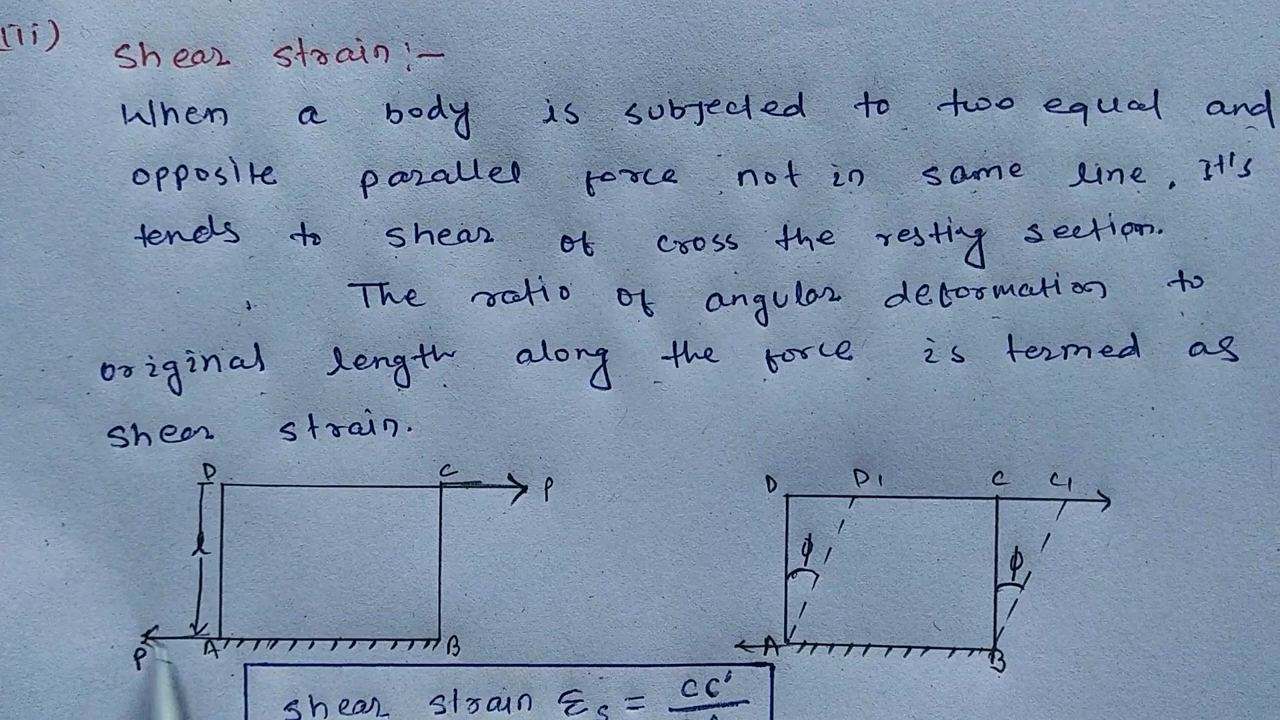 (iii) Shear strain:-
When a body is subjected to two equal and
opposite parallel force not in same line, It's
tends to shear of cross the resting section.
The ratio of angular deformation to
original length along the force is termed as
shear strain.
D C P
D D1 C C1
l
ϕ ϕ
P A B
A B
shear strain Ɛs = CC'